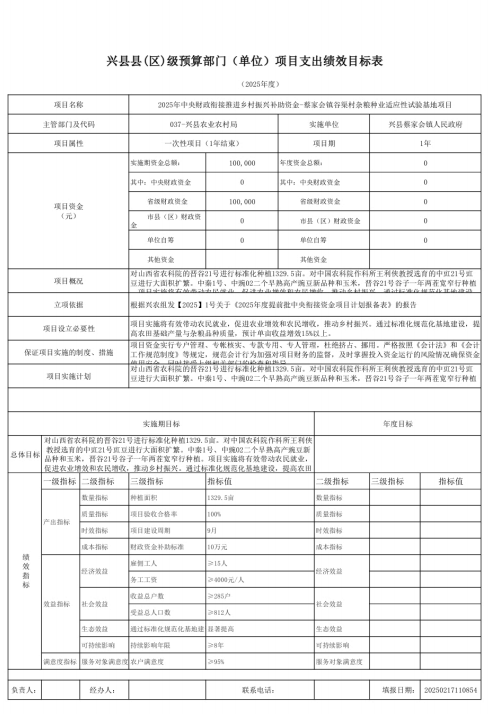 兴县县(区)级预算部门（单位）项目支出绩效目标表
（2025年度）
项目名称 2025年中央财政衔接推进乡村振兴补助资金-蔡家会镇谷渠村杂粮种业适应性试验基地项目
主管部门及代码 037-兴县农业农村局 实施单位 兴县蔡家会镇人民政府
项目属性 一次性项目（1年结束） 项目期 1年
项目资金（元） 实施期资金总额： 100,000 年度资金总额： 0
其中：中央财政资金 0 其中：中央财政资金 0
省级财政资金 100,000 省级财政资金 0
市县（区）财政资金 0 市县（区）财政资金 0
单位自筹 0 单位自筹 0
其他资金 其他资金
项目概况 对山西省农科院的晋谷21号进行标准化种植1329.5亩。对中国农科院作科所王利侠教授选育的中豇21号豇
豆进行大面积扩繁。中秦1号、中豌02二个早熟高产豌豆新品种和玉米，晋谷21号谷子一年两茬宽窄行种植
立项依据 根据兴农组发【2025】1号关于《2025年度提前批中央衔接资金项目计划报备表》的报告
项目设立必要性 项目实施将有效带动农民就业，促进农业增效和农民增收，推动乡村振兴。通过标准化规范化基地建设，提
高农田基础产量与杂粮品种质量，预计单亩收益增效15%以上。
保证项目实施的制度、措施 项目资金实行专户管理、专帐核实、专款专用、专人管理，杜绝挤占、挪用。严格按照《会计法》和《会计
工作规范制度》等规定，规范会计行为加强对项目财务的监督，及时掌握投入资金运行的风险情况确保资金
项目实施计划 对山西省农科院的晋谷21号进行标准化种植1329.5亩。对中国农科院作科所王利侠教授选育的中豇21号豇
豆进行大面积扩繁。中秦1号、中豌02二个早熟高产豌豆新品种和玉米，晋谷21号谷子一年两茬宽窄行种植
实施期目标 年度目标
总体目标 对山西省农科院的晋谷21号进行标准化种植1329.5亩。对中国农科院作科所王利侠
教授选育的中豇21号豇豆进行大面积扩繁。中秦1号、中豌02二个早熟高产豌豆新
品种和玉米，晋谷21号谷子一年两茬宽窄行种植。项目实施将有效带动农民就业，
促进农业增效和农民增收，推动乡村振兴。通过标准化规范化基地建设，提高农田
绩效指标 一级指标 二级指标 三级指标 指标值 二级指标 三级指标 指标值
产出指标 数量指标 种植面积 1329.5亩 数量指标
质量指标 项目验收合格率 100% 质量指标
时效指标 项目建设周期 9月 时效指标
成本指标 财政资金补助标准 10万元 成本指标
效益指标 经济效益 雇佣工人 ≥15人 经济效益
务工工资 ≥4000元/人
社会效益 收益总户数 ≥285户 社会效益
受益总人口数 ≥812人
生态效益 通过标准化规范化基地建 显著提高 生态效益
可持续影响 持续影响年限 ≥8年 可持续影响
满意度指标 服务对象满意度 农户满意度 ≥95% 服务对象满意度
负责人： 经办人： 联系电话： 填报日期： 20250217110854